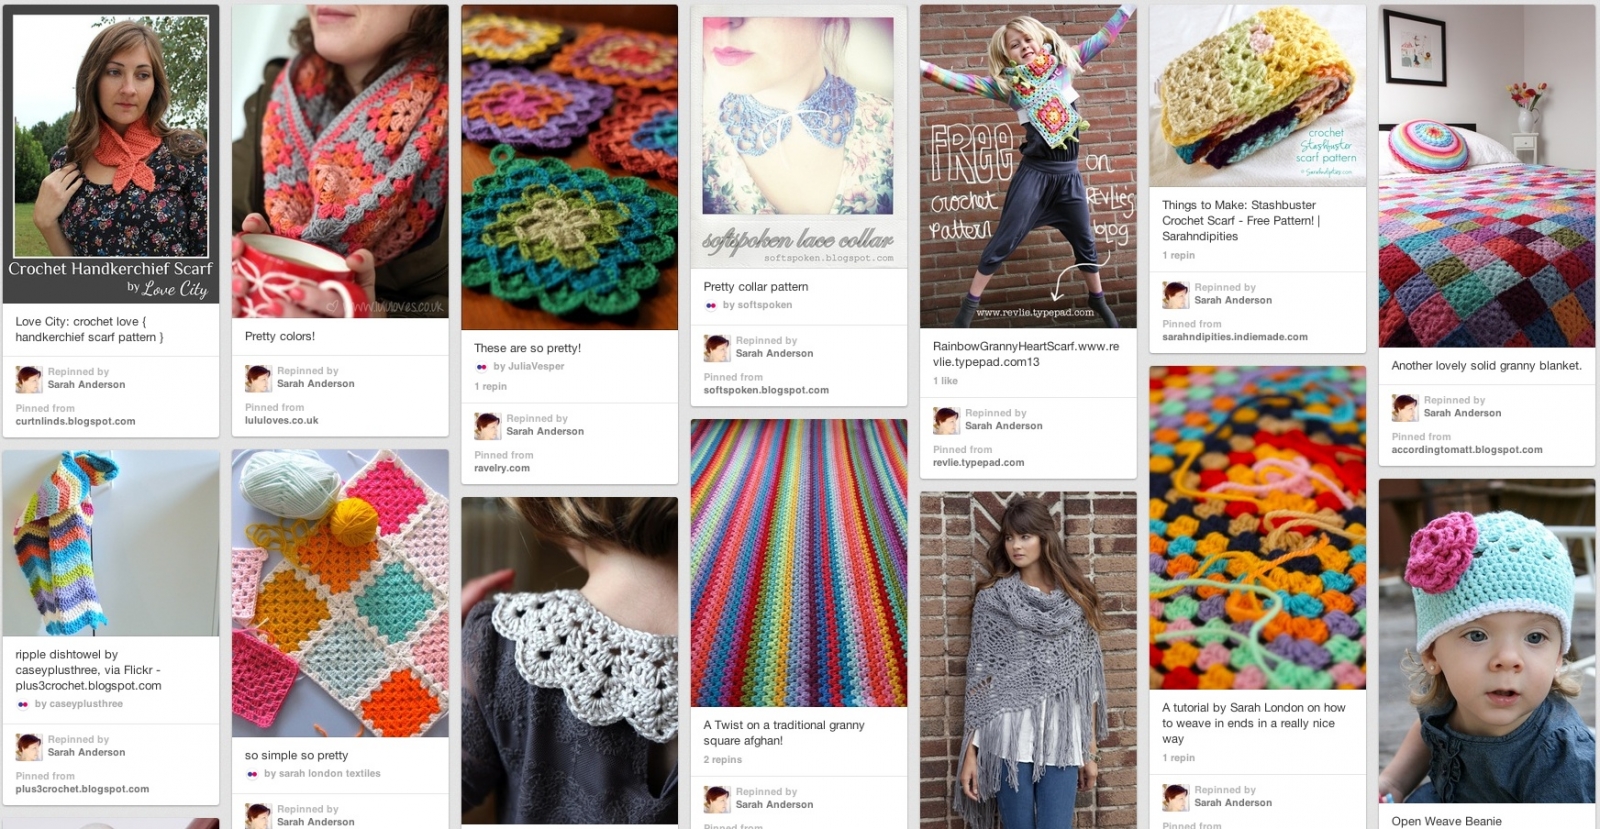 Crochet Handkerchief Scarf
by Love City
Love City: crochet love {
handkerchief scarf pattern }
Repinned by
Sarah Anderson
Pinned from
curtnlinds.blogspot.com
ripple dishtowel by
caseyplusthree, via Flickr -
plus3crochet.blogspot.com
by caseyplusthree
Repinned by
Sarah Anderson
Pinned from
plus3crochet.blogspot.com
www.lululoves.co.uk
Pretty colors!
Repinned by
Sarah Anderson
Pinned from
lululoves.co.uk
so simple so pretty
by sarah london textiles
Repinned by
Sarah Anderson
These are so pretty!
by JuliaVesper
1 repin
Repinned by
Sarah Anderson
Pinned from
ravelry.com
softspoken lace collar
softspoken.blogspot.com
Pretty collar pattern
by softspoken
Repinned by
Sarah Anderson
Pinned from
softspoken.blogspot.com
A Twist on a traditional granny
square afghan!
2 repins
Repinned by
Sarah Anderson
Pinned from
FREE
crochet
pattern
on
Revlie's
blog
www.revlie.typepad.com
RainbowGrannyHeartScarf.www.re
vlie.typepad.com13
1 like
Repinned by
Sarah Anderson
Pinned from
revlie.typepad.com
crochet
Stashbuster
scarf pattern
© Sarahndipities.com
Things to Make: Stashbuster
Crochet Scarf - Free Pattern! |
Sarahndipities
1 repin
Repinned by
Sarah Anderson
Pinned from
sarahndipities.indiemade.com
A tutorial by Sarah London on how
to weave in ends in a really nice
way
1 repin
Repinned by
Sarah Anderson
Pinned from
Another lovely solid granny blanket.
Repinned by
Sarah Anderson
Pinned from
accordingtomatt.blogspot.com
Open Weave Beanie